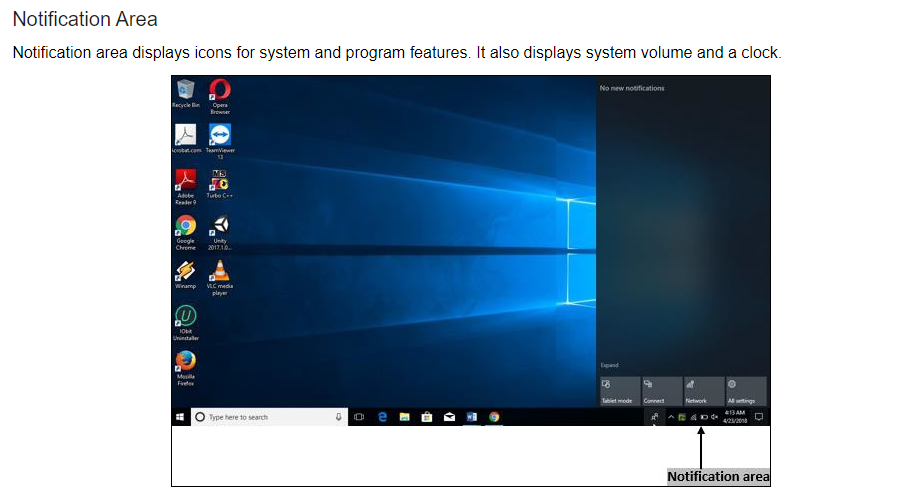 Notification Area
Notification area displays icons for system and program features. It also displays system volume and a clock.
No new notifications
Recycle Bin
Opera
Browser
Acrobat.com
TeamViewer
13
Adobe
Reader 9
Turbo C++
Google
Chrome
Unity
2017.1.0...
Winamp
VLC media
player
IObit
Uninstaller
Mozilla
Firefox
Expand
Tablet mode
Connect
Network
All settings
Type here to search
4:13 AM
4/23/2018
Notification area